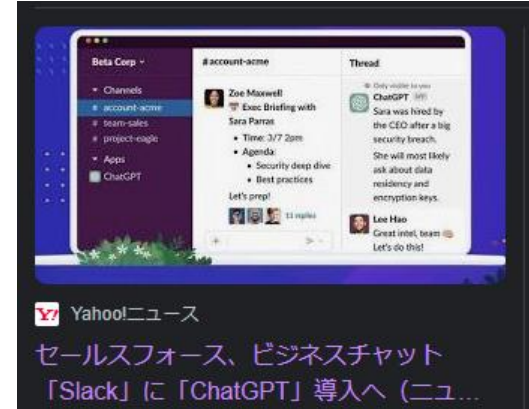 Beta Corp
Channels
# account-acme
# team-sales
# project-eagle
Apps
ChatGPT
# account-acme
Zoe Maxwell
Exec Briefing with
Sara Parras
• Time: 3/7 2pm
• Agenda:
• Security deep dive
• Best practices
Let's prep!
11 replies
Thread
Only visible to you
ChatGPT APP
Sara was hired by
the CEO after a big
security breach.
She will most likely
ask about data
residency and
encryption keys.
Lee Hao
Great intel, team
Let's do this!
Y!
Yahoo!ニュース
セールスフォース、ビジネスチャット
「Slack」に「ChatGPT」導入へ（ニュ...